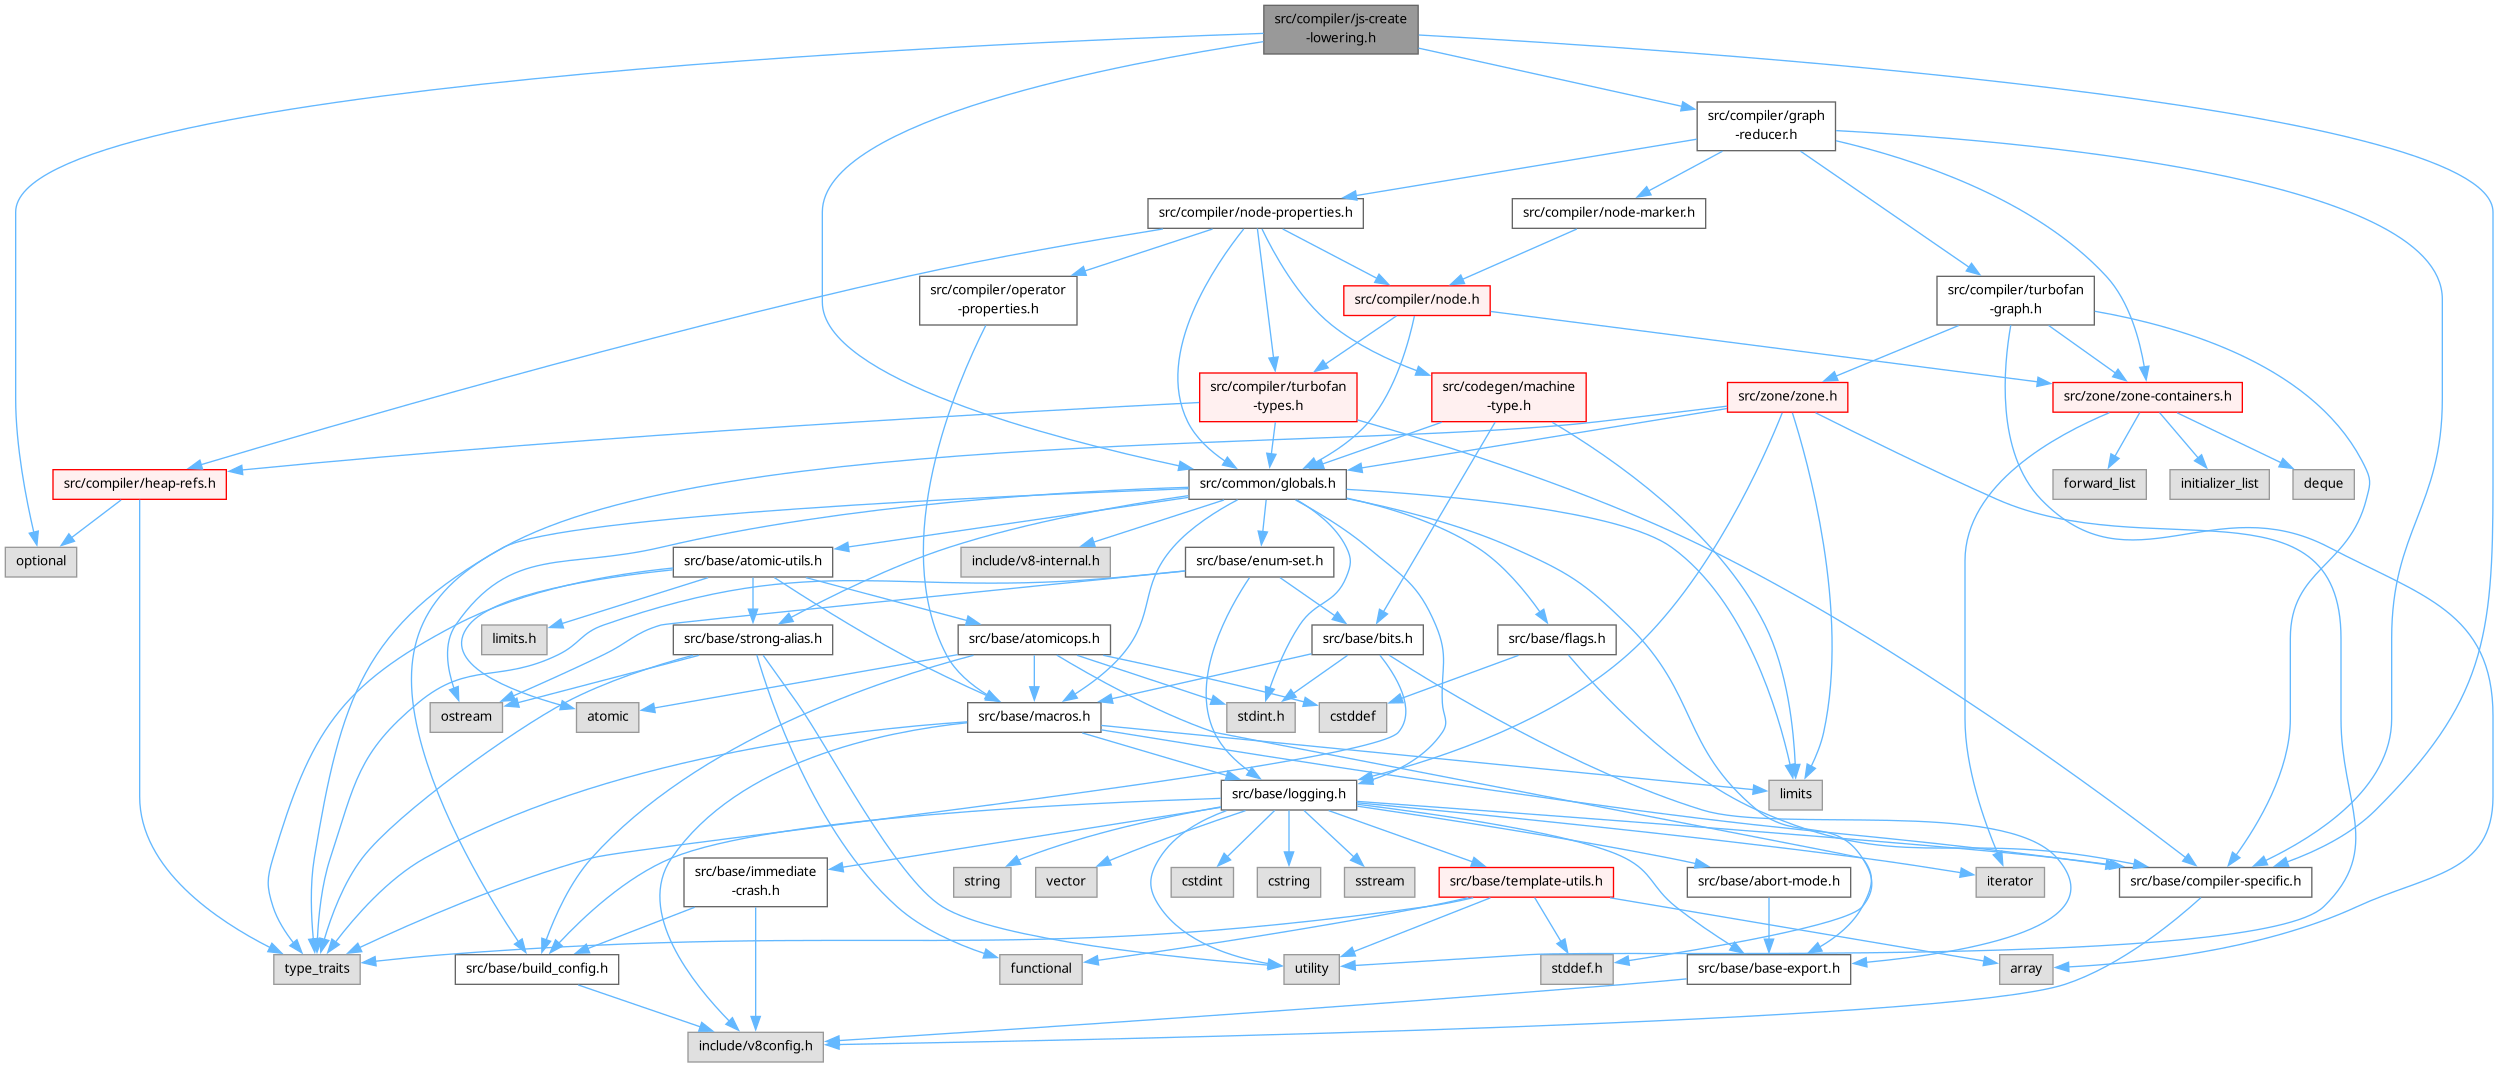 src/compiler/js-create
-lowering.h
src/compiler/graph
-reducer.h
src/compiler/node-properties.h
src/compiler/node-marker.h
src/compiler/operator
-properties.h
src/compiler/node.h
src/compiler/turbofan
-graph.h
src/compiler/turbofan
-types.h
src/codegen/machine
-type.h
src/zone/zone.h
src/zone/zone-containers.h
src/compiler/heap-refs.h
src/common/globals.h
forward_list
initializer_list
deque
optional
src/base/atomic-utils.h
include/v8-internal.h
src/base/enum-set.h
limits.h
src/base/strong-alias.h
src/base/atomicops.h
src/base/bits.h
src/base/flags.h
ostream
atomic
src/base/macros.h
stdint.h
cstddef
src/base/logging.h
limits
src/base/immediate
-crash.h
string
vector
cstdint
cstring
sstream
src/base/template-utils.h
src/base/abort-mode.h
iterator
src/base/compiler-specific.h
type_traits
src/base/build_config.h
functional
utility
stddef.h
src/base/base-export.h
array
include/v8config.h